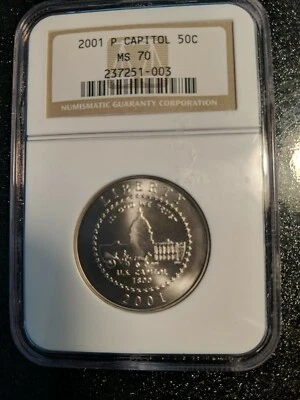 2001 P CAPITOL 50C
MS 70
237251-003
NUMISMATIC GUARANTY CORPORATION
LIBERTY
U.S. CAPITOL
1800
2001